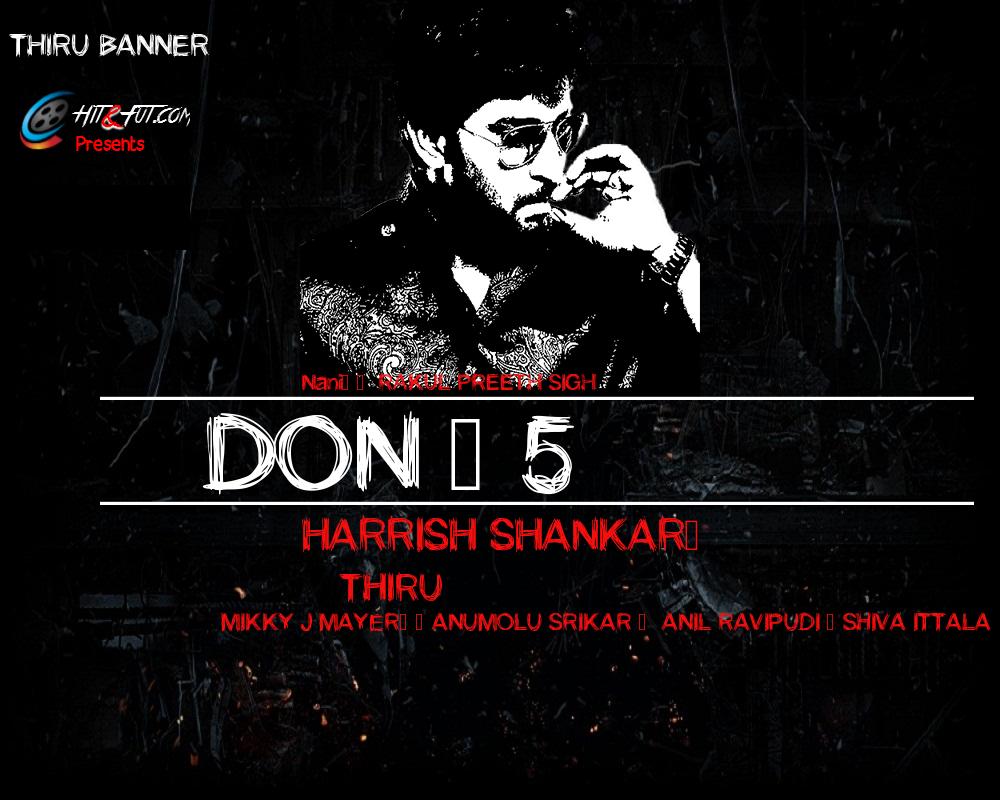 THIRU BANNER
HIT&FUT.COM
Presents
Nani▯ ▯ RAKUL PREETH SIGH
DON ▯ 5
HARRISH SHANKAR▯
THIRU
MIKKY J MAYER▯ ▯ ANUMOLU SRIKAR ▯ ANIL RAVIPUDI ▯ SHIVA ITTALA